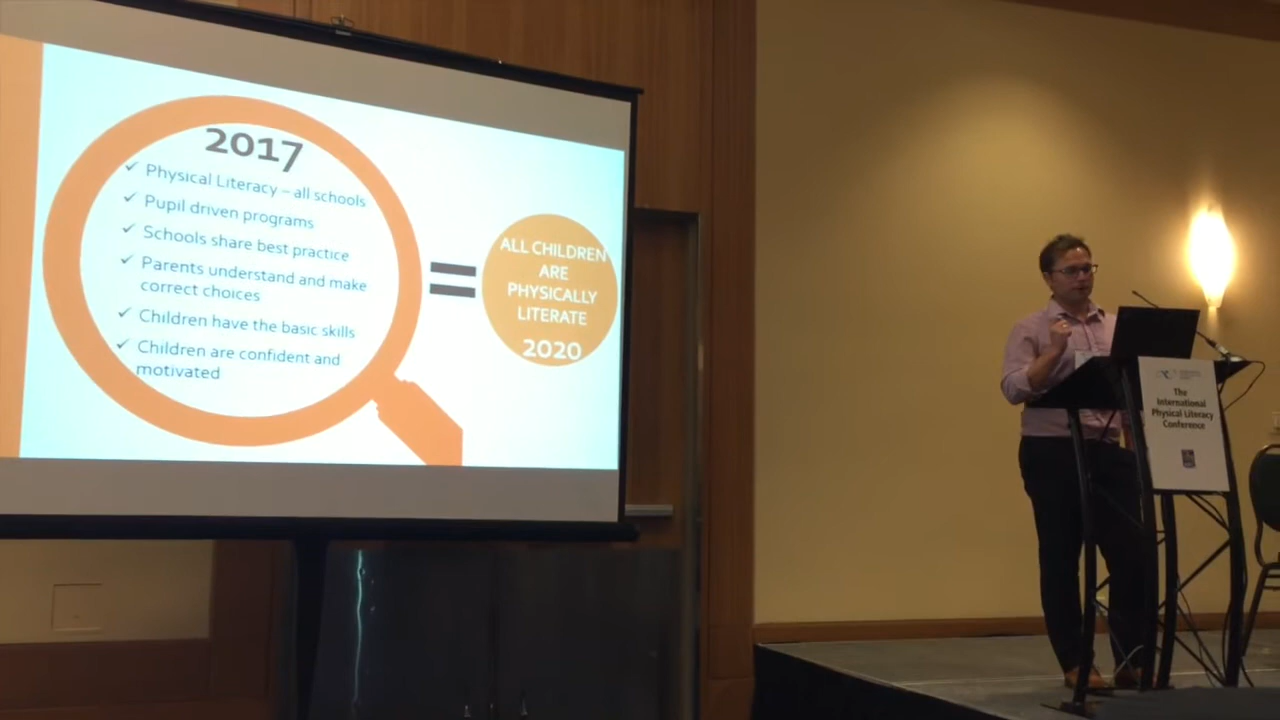 2017
✓ Physical Literacy – all schools
✓ Pupil driven programs
✓ Schools share best practice
✓ Parents understand and make
correct choices
✓ Children have the basic skills
✓ Children are confident and
motivated
=
ALL CHILDREN
ARE
PHYSICALLY
LITERATE
2020
The
International
Physical Literacy
Conference